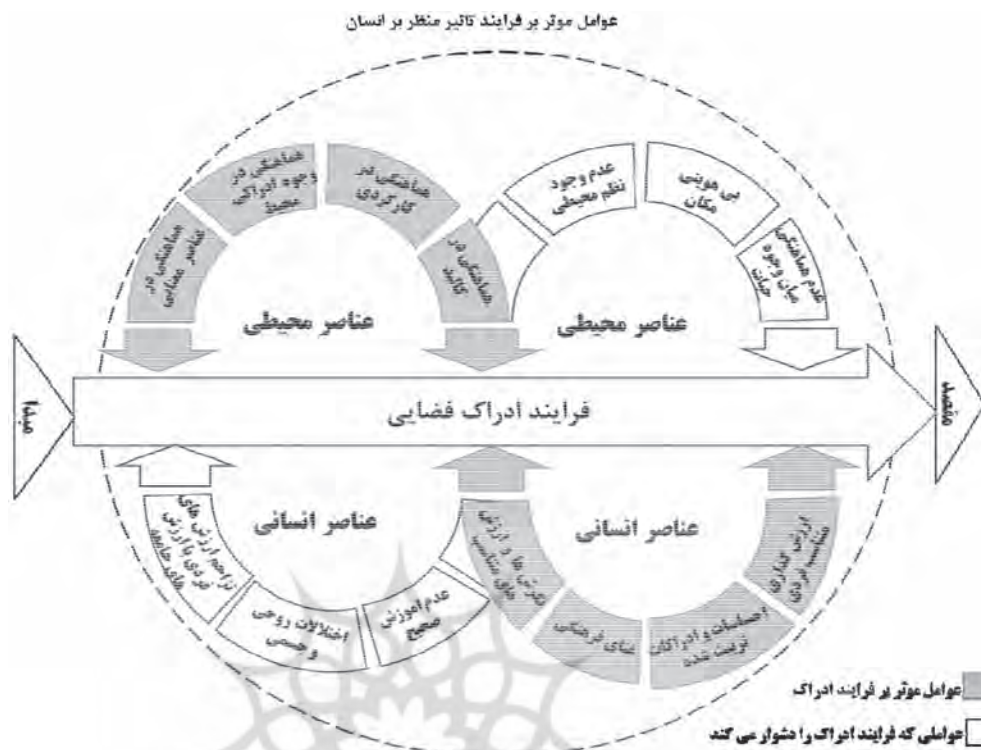 عوامل موثر بر فرایند تاثیر منظر بر انسان
هماهنگی در
عناصر معنایی
هماهنگی در
وجوه ادراکی
محیط
هماهنگی در
کارکردی
هماهنگی در
کالبد
عدم وجود
نظم محیطی
بی هویتی
مکان
عدم هماهنگی
میان وجوه
حیات
عناصر محیطی
عناصر محیطی
مبدا
فرایند ادراک فضایی
مقصد
عناصر انسانی
عناصر انسانی
تزاحم ارزش های
فردی با ارزش
های جامعه
اختلالات روحی
و جسمی
عدم آموزش
صحیح
نگرش ها و ارزش
های متناسب
غنای فرهنگی
احساسات و ادراکات
تربیت شده
ارزش گذاری
متناسب فردی
عوامل موثر بر فرایند ادراک
عواملی که فرایند ادراک را دشوار می کند